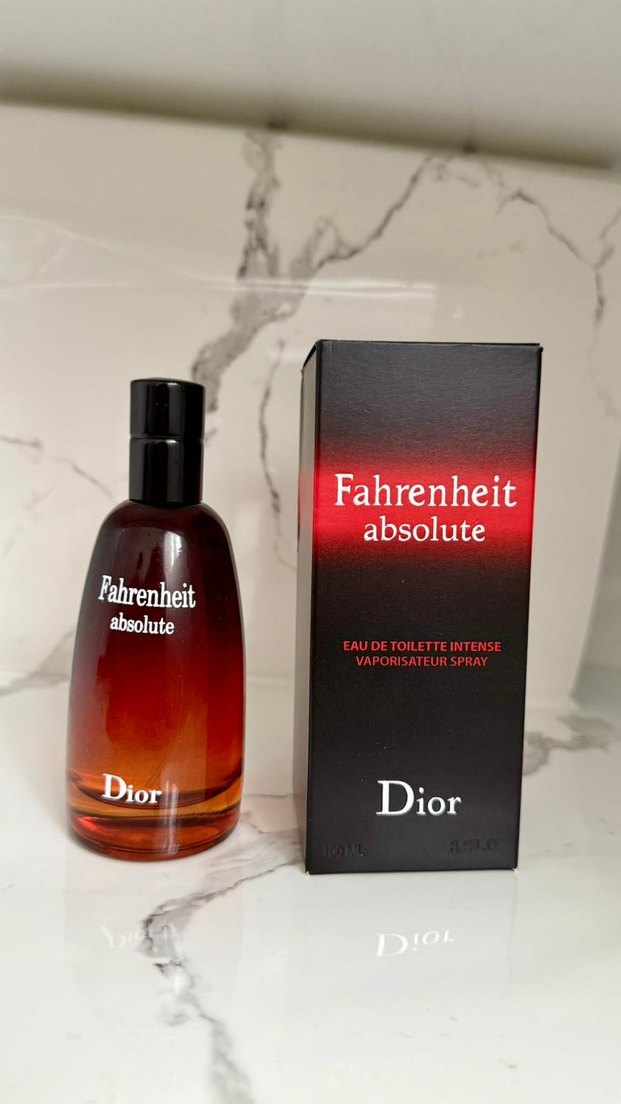 Fahrenheit
absolute
Dior
Fahrenheit
absolute
EAU DE TOILETTE INTENSE
VAPORISATEUR SPRAY
Dior
100 ML